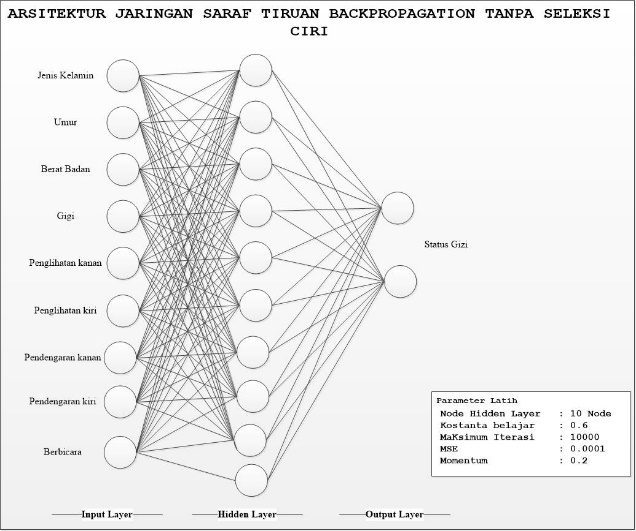 ARSITEKTUR JARINGAN SARAF TIRUAN BACKPROPAGATION TANPA SELEKSI
CIRI
Jenis Kelamin
Umur
Berat Badan
Gigi
Penglihatan kanan
Penglihatan kiri
Pendengaran kanan
Pendengaran kiri
Berbicara
Status Gizi
Parameter Latih
Node Hidden Layer : 10 Node
Kostanta belajar : 0.6
MaKsimum Iterasi : 10000
MSE : 0.0001
Momentum : 0.2
Input Layer
Hidden Layer
Output Layer